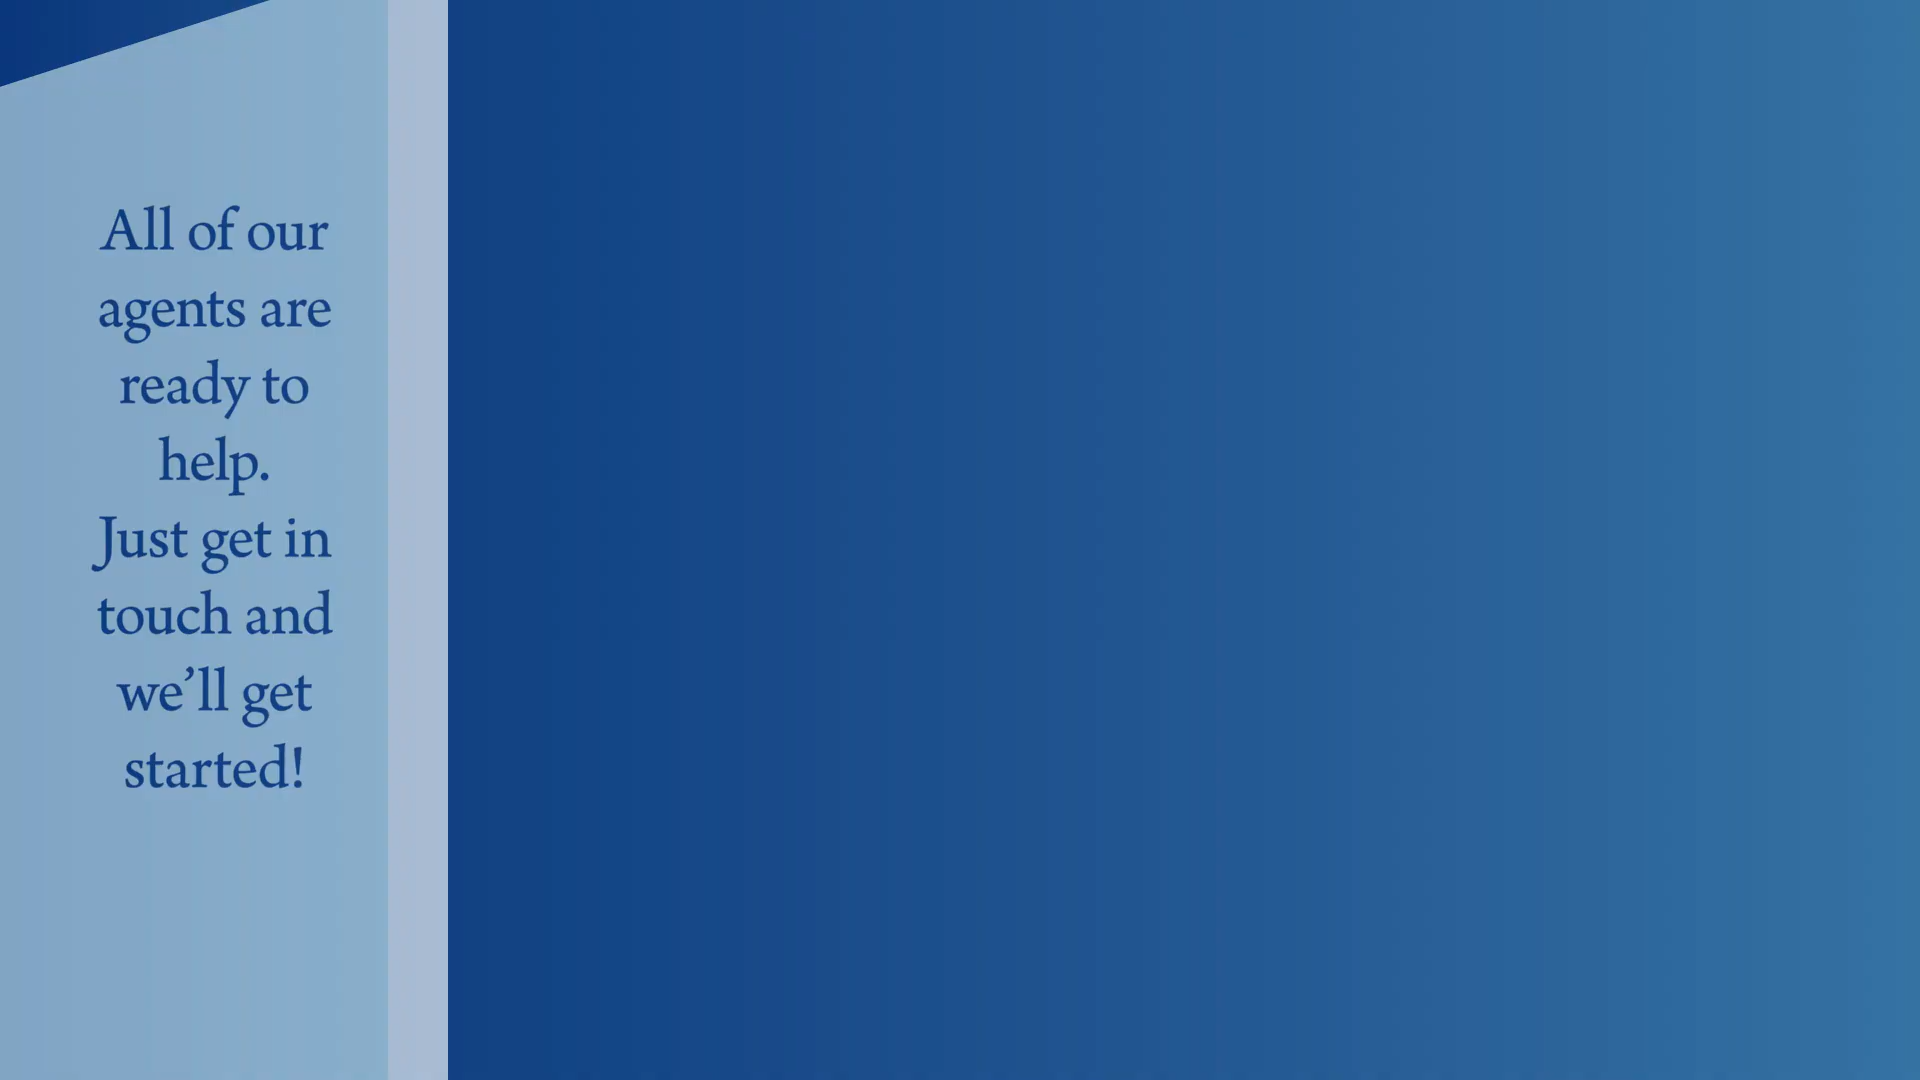 All of our
agents are
ready to
help.
Just get in
touch and
we’ll get
started!